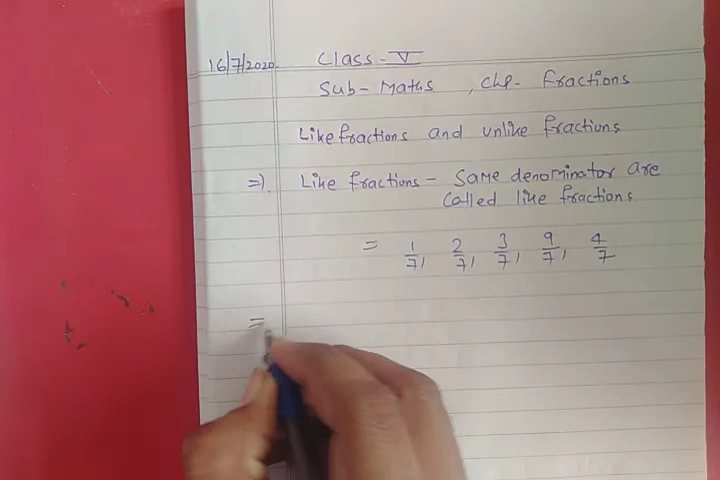 16/7/2020. Class - V
Sub - Maths , Chp - Fractions
Like fractions and unlike fractions
⇒). Like fractions - Same denominator are
called like fractions
= 1/7, 2/7, 3/7, 9/7, 4/7
=